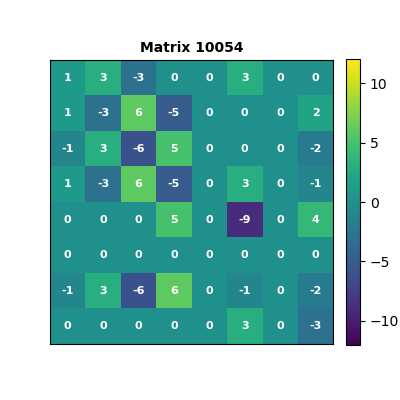 Matrix 10054
1 3 -3 0 0 3 0 0
1 -3 6 -5 0 0 0 2
-1 3 -6 5 0 0 0 -2
1 -3 6 -5 0 3 0 -1
0 0 0 5 0 -9 0 4
0 0 0 0 0 0 0 0
-1 3 -6 6 0 -1 0 -2
0 0 0 0 0 3 0 -3
10
5
0
−5
−10